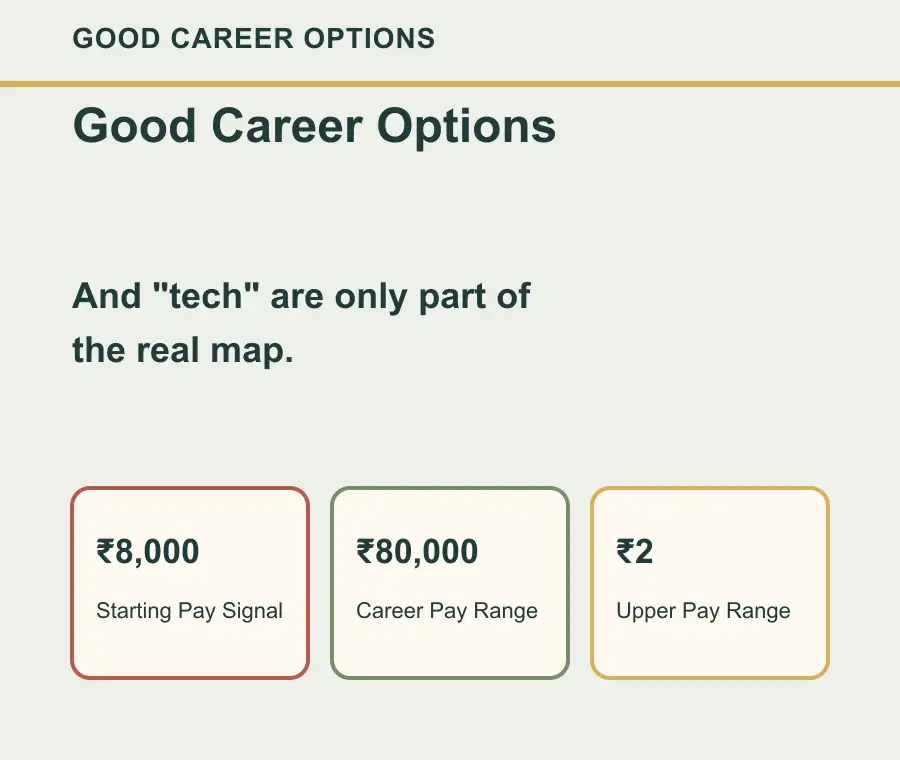 GOOD CAREER OPTIONS
Good Career Options
And "tech" are only part of
the real map.
₹8,000
Starting Pay Signal
₹80,000
Career Pay Range
₹2
Upper Pay Range